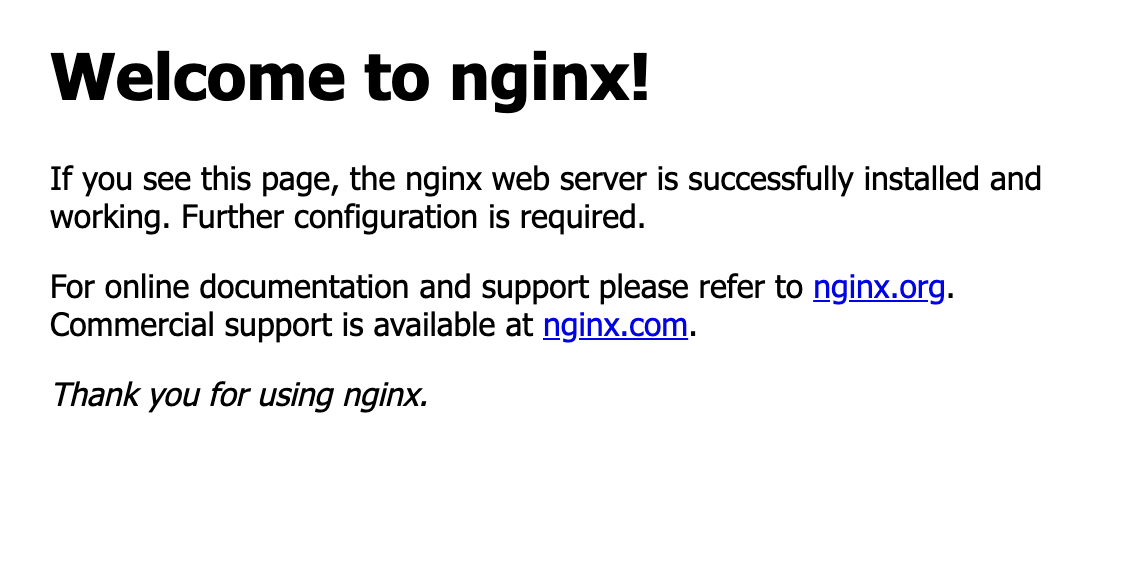 Welcome to nginx!
If you see this page, the nginx web server is successfully installed and
working. Further configuration is required.
For online documentation and support please refer to nginx.org.
Commercial support is available at nginx.com.
Thank you for using nginx.